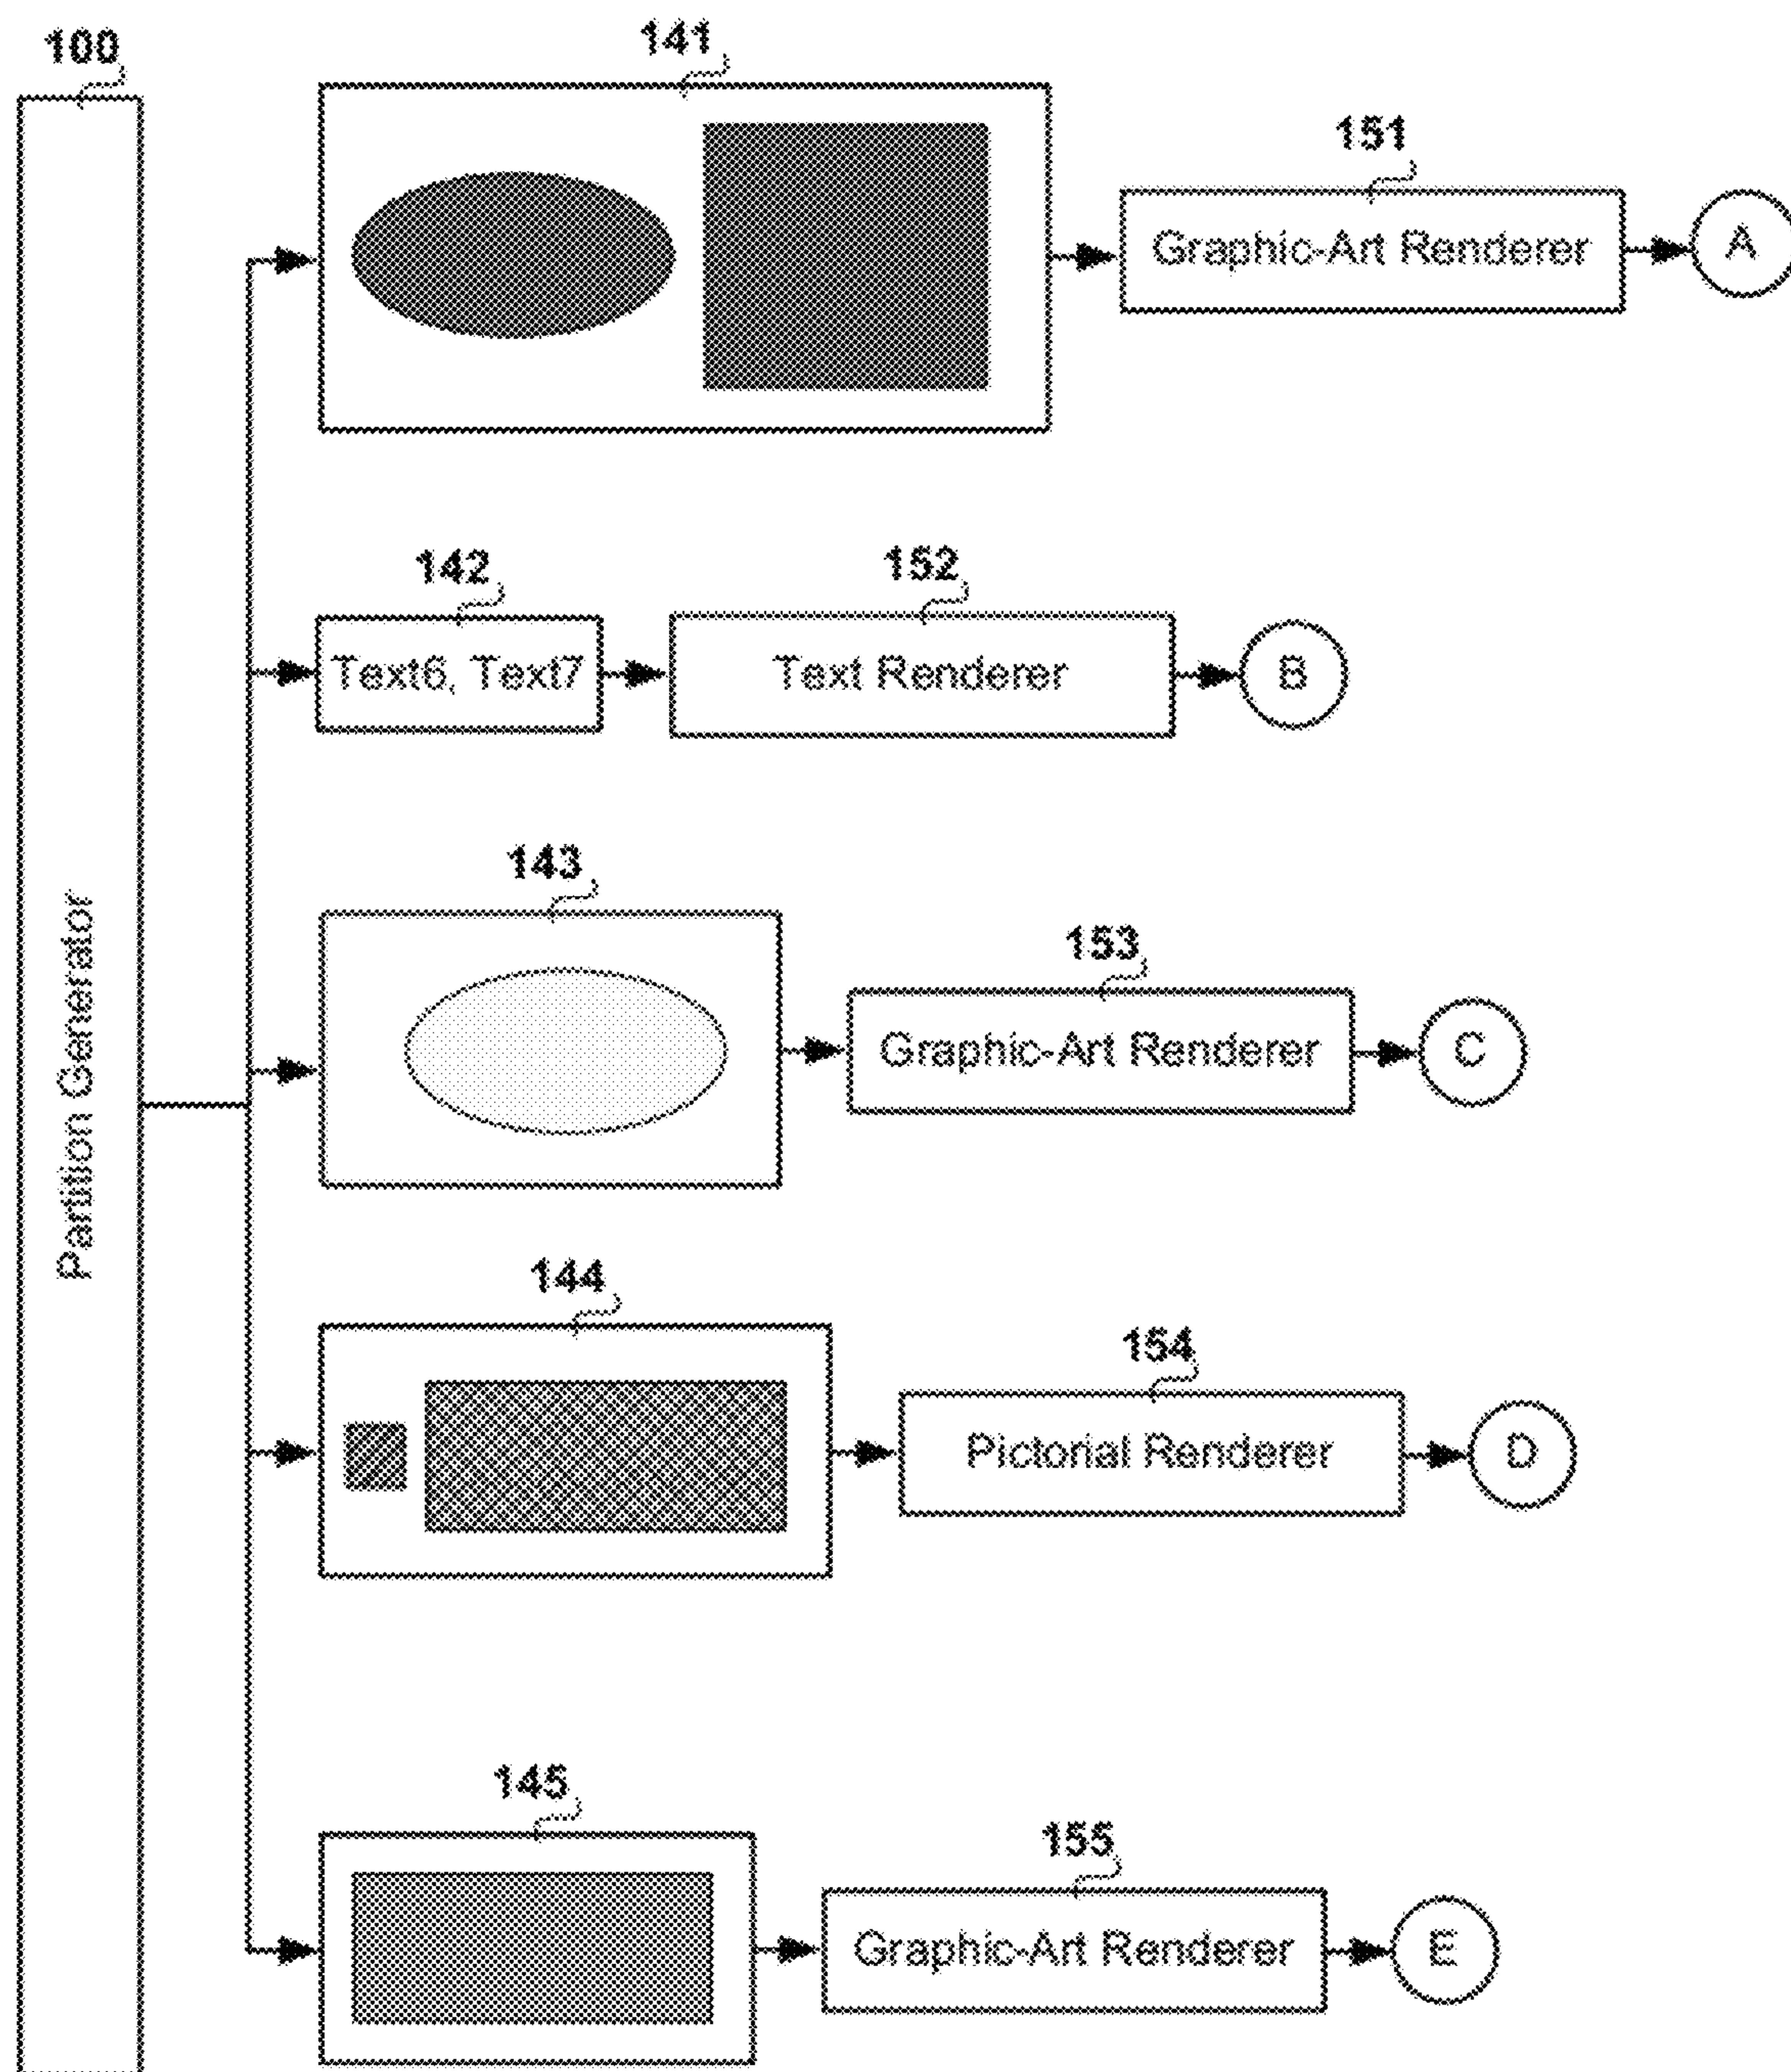 100
141
151
Graphic-Art Renderer
A
142
152
Text6, Text7
Text Renderer
B
143
153
Graphic-Art Renderer
C
Partition Generator
144
154
Pictorial Renderer
D
145
155
Graphic-Art Renderer
E